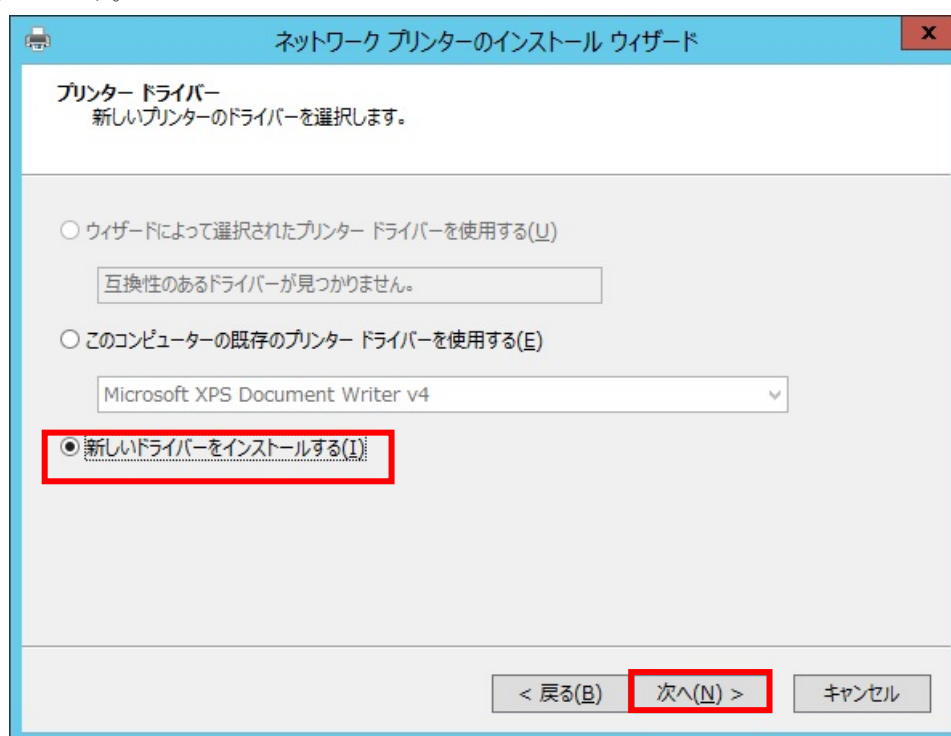 ネットワーク プリンターのインストール ウィザード
x
プリンター ドライバー
新しいプリンターのドライバーを選択します。
ウィザードによって選択されたプリンター ドライバーを使用する(U)
互換性のあるドライバーが見つかりません。
このコンピューターの既存のプリンター ドライバーを使用する(E)
Microsoft XPS Document Writer v4
新しいドライバーをインストールする(I)
< 戻る(B) 次へ(N) > キャンセル